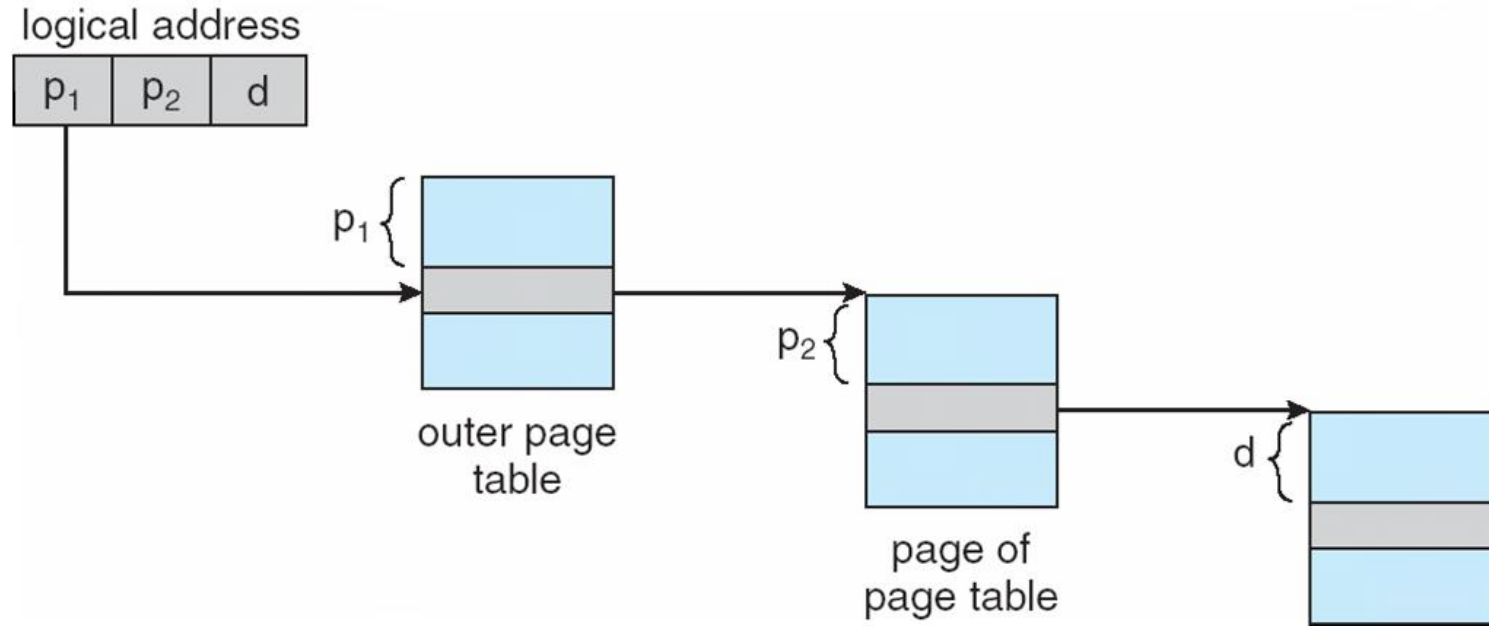 logical address
p₁ p₂ d
p₁
outer page
table
p₂
page of
page table
d